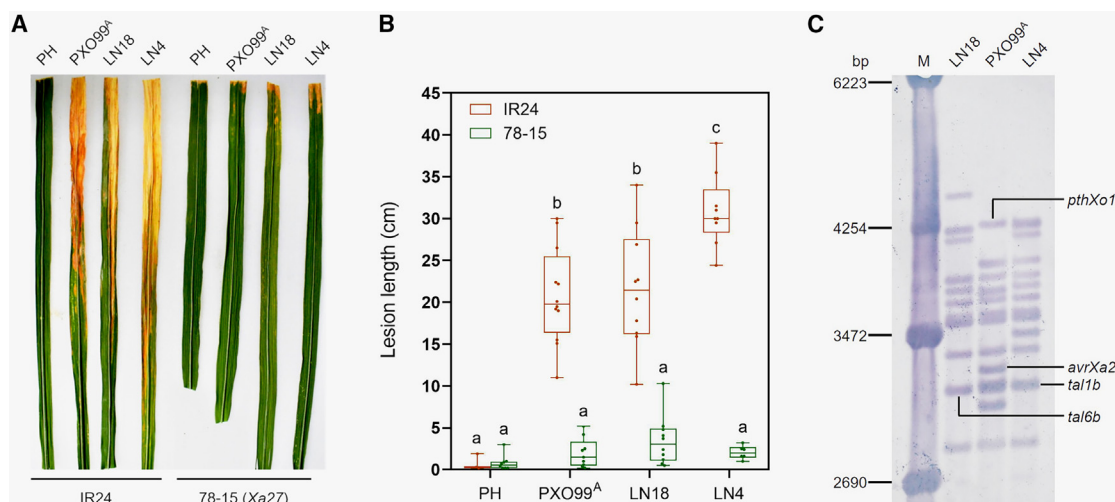 A
PH PXO99A LN18 LN4 PH PXO99A LN18 LN4
IR24 78-15 (Xa27)
B
Lesion length (cm)
45
40
35
30
25
20
15
10
5
0
IR24
78-15
a a b a b a c a
PH PXO99A LN18 LN4
C
bp M LN18 PXO99A LN4
6223
4254
3472
2690
pthXo1
avrXa2
tal1b
tal6b